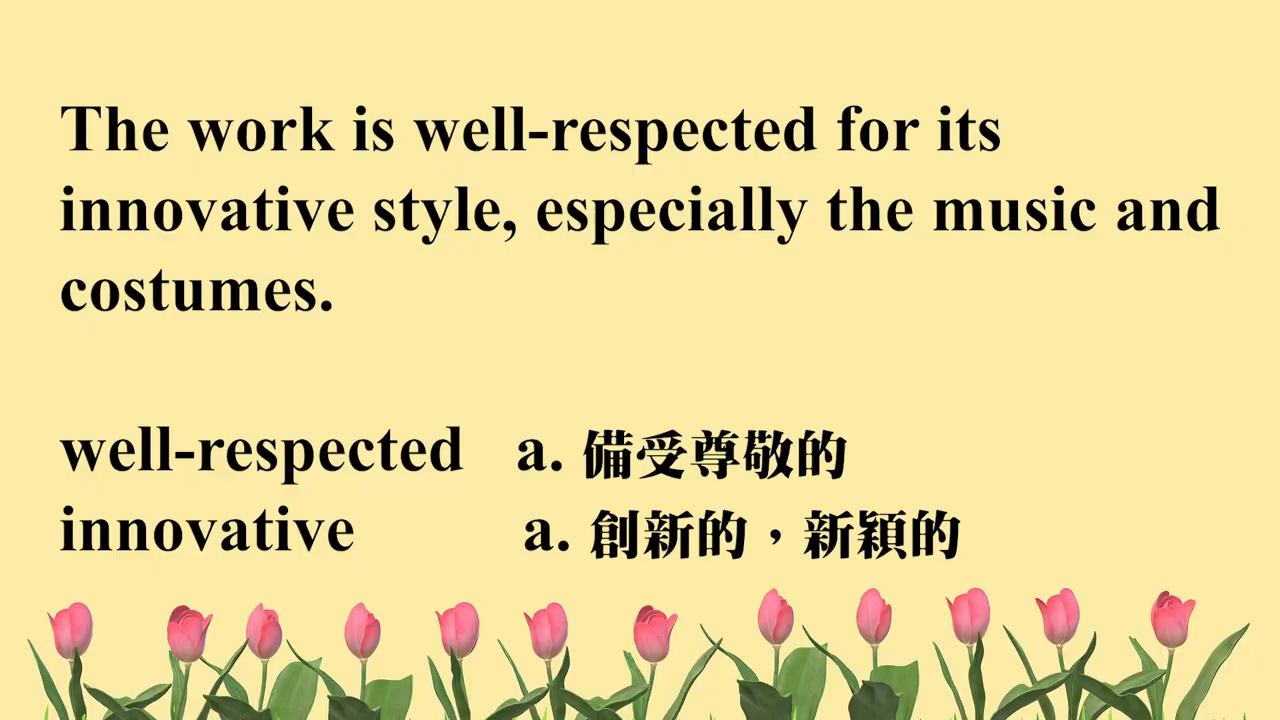 The work is well-respected for its
innovative style, especially the music and
costumes.
well-respected a. 備受尊敬的
innovative a. 創新的，新穎的